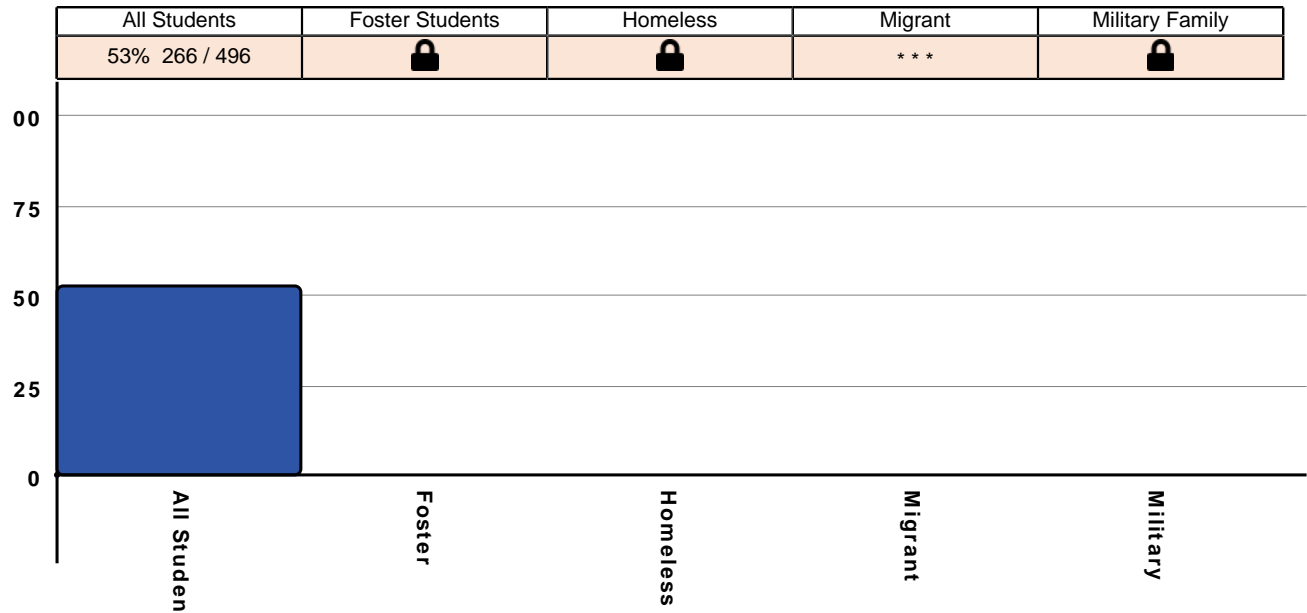 All Students Foster Students Homeless Migrant Military Family
53% 266 / 496 * * *
00
75
50
25
0
All Studen
Foster
Homeless
Migrant
Military